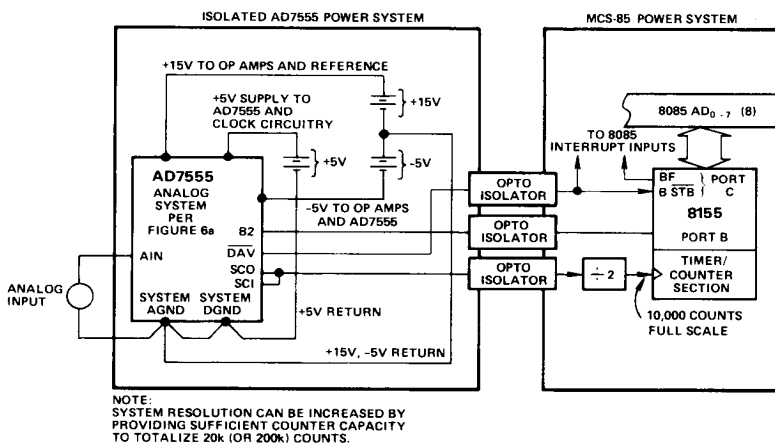 ISOLATED AD7555 POWER SYSTEM
MCS-85 POWER SYSTEM
+15V TO OP AMPS AND REFERENCE
+5V SUPPLY TO
AD7555 AND
CLOCK CIRCUITRY
+15V
+5V
-5V
8085 AD0-7 (8)
TO 8085
INTERRUPT INPUTS
AD7555
ANALOG
SYSTEM
PER
FIGURE 6a
-5V TO OP AMPS
AND AD7555
B2
DAV
SCO
SCI
AIN
SYSTEM
AGND
SYSTEM
DGND
ANALOG
INPUT
+5V RETURN
+15V, -5V RETURN
OPTO
ISOLATOR
OPTO
ISOLATOR
OPTO
ISOLATOR
÷2
BF
B STB
PORT
C
8155
PORT B
TIMER/
COUNTER
SECTION
10,000 COUNTS
FULL SCALE
NOTE:
SYSTEM RESOLUTION CAN BE INCREASED BY
PROVIDING SUFFICIENT COUNTER CAPACITY
TO TOTALIZE 20k (OR 200k) COUNTS.